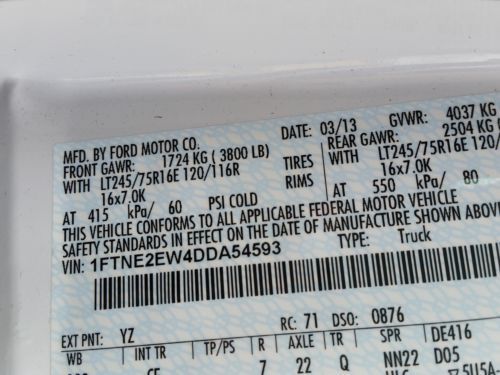 MFD. BY FORD MOTOR CO. DATE: 03/13 GVWR: 4037 KG
FRONT GAWR: 1724 KG ( 3800 LB) REAR GAWR: 2504 KG
WITH LT245/75R16E 120/116R TIRES WITH LT245/75R16E 120/
16x7.0K RIMS 16x7.0K
AT 415 kPa/ 60 PSI COLD AT 550 kPa/ 80
THIS VEHICLE CONFORMS TO ALL APPLICABLE FEDERAL MOTOR VEHICLE
SAFETY STANDARDS IN EFFECT ON THE DATE OF MANUFACTURE SHOWN ABOVE
VIN: 1FTNE2EW4DDA54593 TYPE: Truck
EXT PNT: YZ RC: 71 DSO: 0876
WB INT TR TP/PS R AXLE TR SPR DE416
CE 7 22 Q NN22 D05